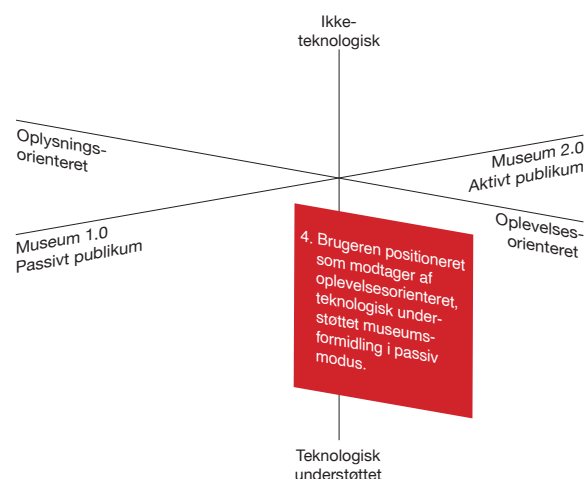 Ikke-
teknologisk
Oplysnings-
orienteret
Museum 2.0
Aktivt publikum
Oplevelses-
orienteret
Museum 1.0
Passivt publikum
4. Brugeren positioneret
som modtager af
oplevelsesorienteret,
teknologisk under-
støttet museums-
formidling i passiv
modus.
Teknologisk
understøttet